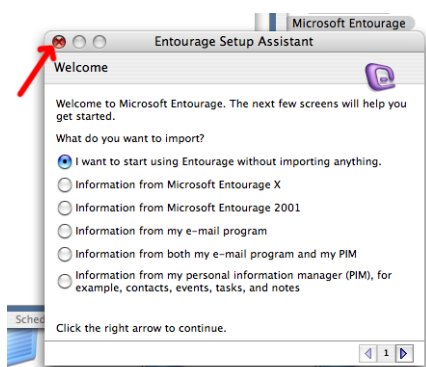 Microsoft Entourage
Entourage Setup Assistant
Welcome
Welcome to Microsoft Entourage. The next few screens will help you
get started.
What do you want to import?
I want to start using Entourage without importing anything.
Information from Microsoft Entourage X
Information from Microsoft Entourage 2001
Information from my e-mail program
Information from both my e-mail program and my PIM
Information from my personal information manager (PIM), for
example, contacts, events, tasks, and notes
Sched
Click the right arrow to continue.
1